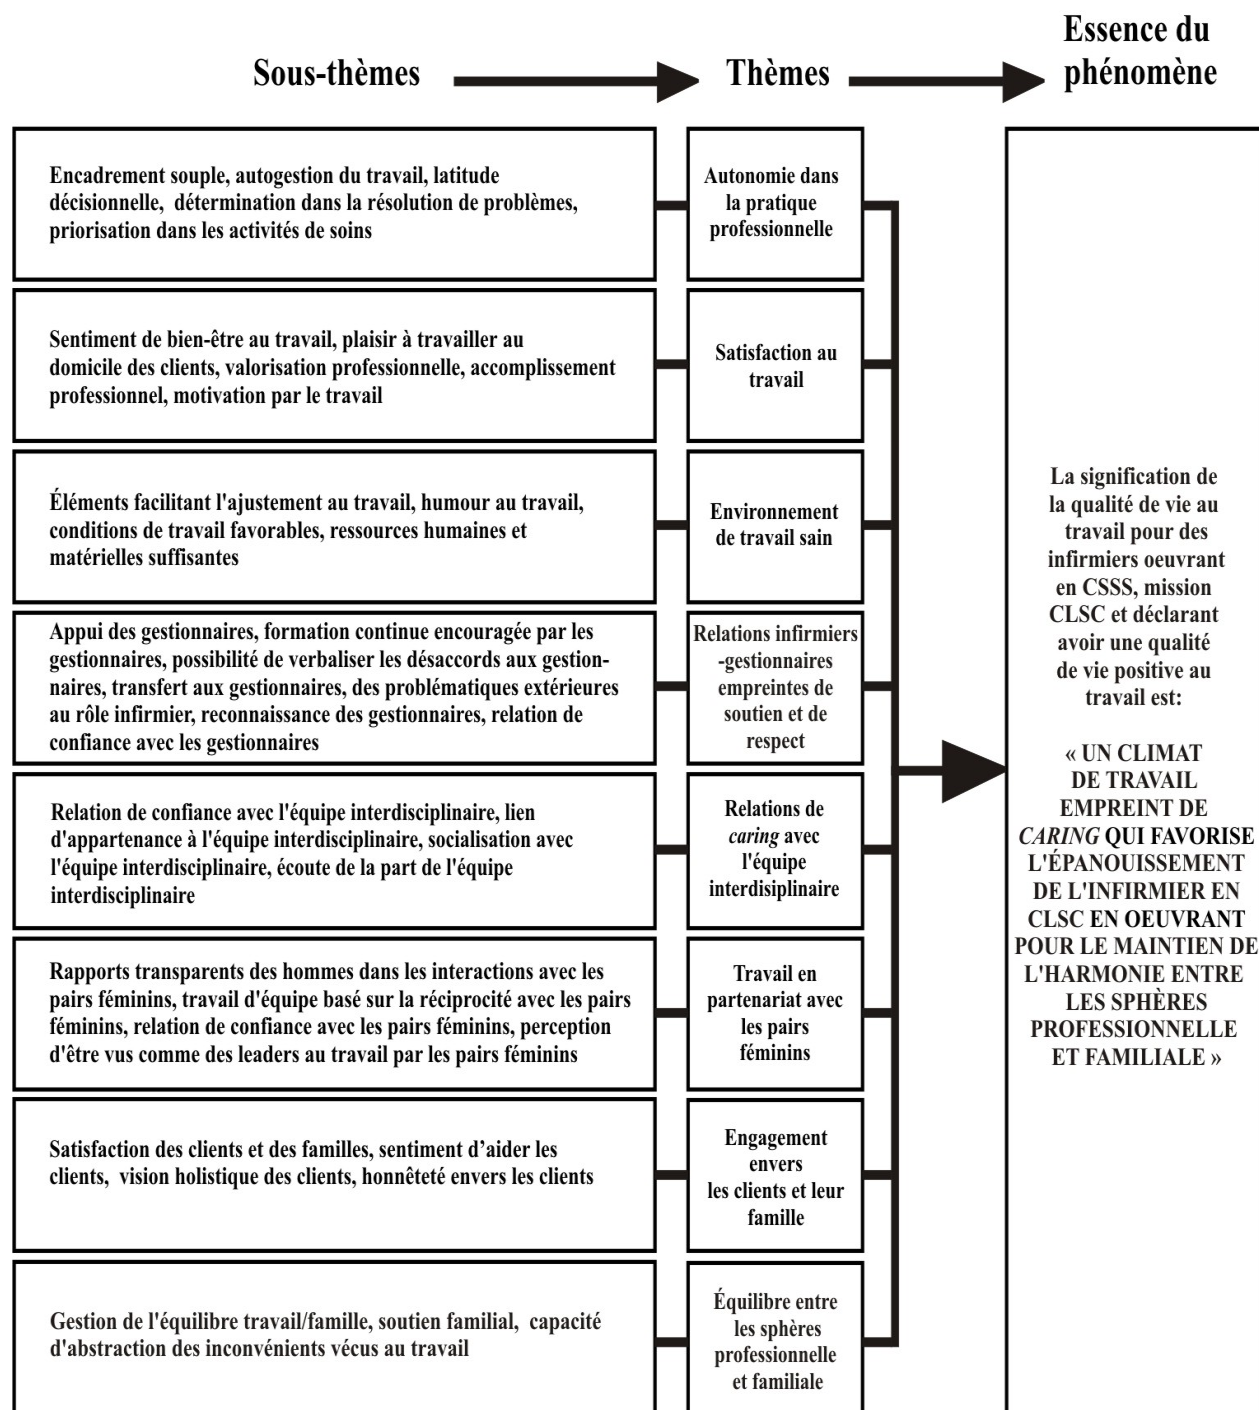 Sous-thèmes
Thèmes
Essence du
phénomène
Encadrement souple, autogestion du travail, latitude
décisionnelle, détermination dans la résolution de problèmes,
priorisation dans les activités de soins
Autonomie dans
la pratique
professionnelle
Sentiment de bien-être au travail, plaisir à travailler au
domicile des clients, valorisation professionnelle, accomplissement
professionnel, motivation par le travail
Satisfaction au
travail
Éléments facilitant l'ajustement au travail, humour au travail,
conditions de travail favorables, ressources humaines et
matérielles suffisantes
Environnement
de travail sain
Appui des gestionnaires, formation continue encouragée par les
gestionnaires, possibilité de verbaliser les désaccords aux gestion-
naires, transfert aux gestionnaires, des problématiques extérieures
au rôle infirmier, reconnaissance des gestionnaires, relation de
confiance avec les gestionnaires
Relations infirmiers
-gestionnaires
empreintes de
soutien et de
respect
Relation de confiance avec l'équipe interdisciplinaire, lien
d'appartenance à l'équipe interdisciplinaire, socialisation avec
l'équipe interdisciplinaire, écoute de la part de l'équipe
interdisciplinaire
Relations de
caring avec
l'équipe
interdisiplinaire
Rapports transparents des hommes dans les interactions avec les
pairs féminins, travail d'équipe basé sur la réciprocité avec les pairs
féminins, relation de confiance avec les pairs féminins, perception
d'être vus comme des leaders au travail par les pairs féminins
Travail en
partenariat avec
les pairs
féminins
Satisfaction des clients et des familles, sentiment d’aider les
clients, vision holistique des clients, honnêteté envers les clients
Engagement
envers
les clients et leur
famille
Gestion de l'équilibre travail/famille, soutien familial, capacité
d'abstraction des inconvénients vécus au travail
Équilibre entre
les sphères
professionnelle
et familiale
La signification de
la qualité de vie au
travail pour des
infirmiers oeuvrant
en CSSS, mission
CLSC et déclarant
avoir une qualité
de vie positive au
travail est:
« UN CLIMAT
DE TRAVAIL
EMPREINT DE
CARING QUI FAVORISE
L'ÉPANOUISSEMENT
DE L'INFIRMIER EN
CLSC EN OEUVRANT
POUR LE MAINTIEN DE
L'HARMONIE ENTRE
LES SPHÈRES
PROFESSIONNELLE
ET FAMILIALE »